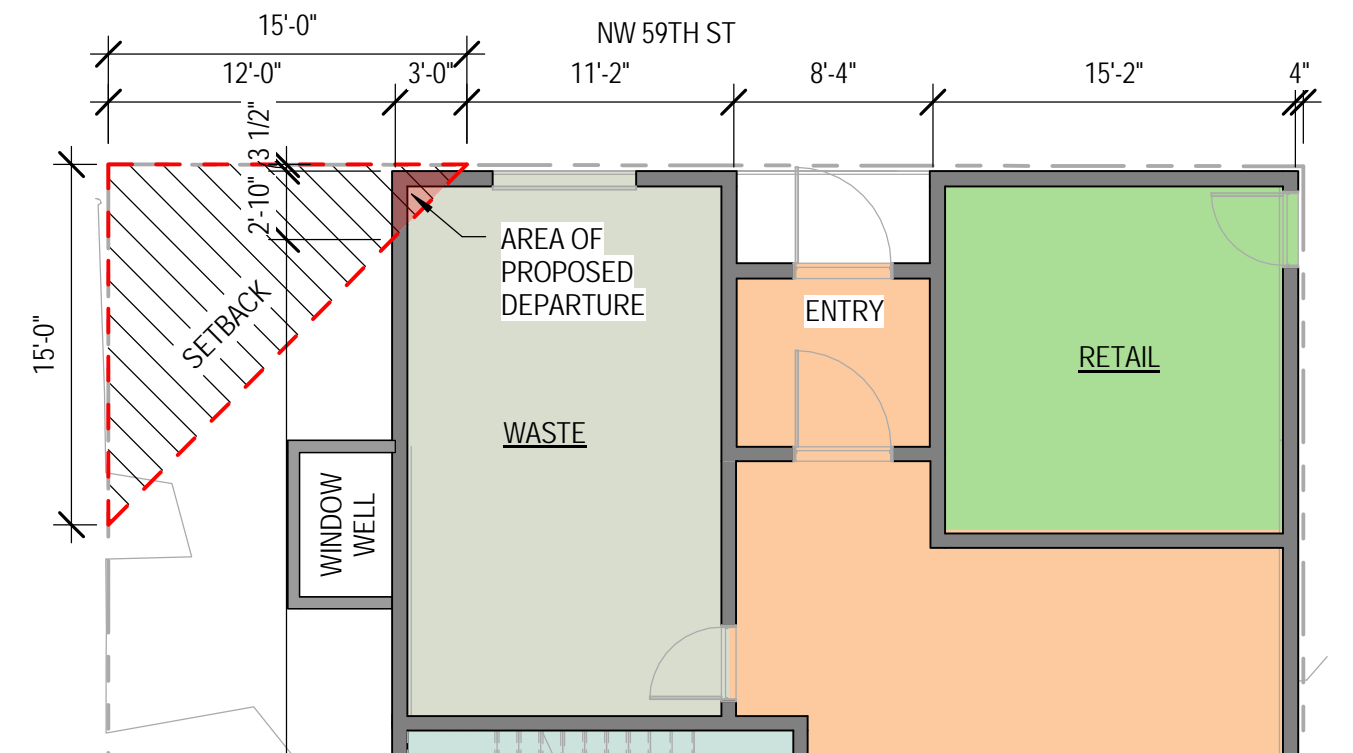 15'-0"
NW 59TH ST
12'-0"
3'-0"
11'-2"
8'-4"
15'-2"
4"
3 1/2"
2'-10"
15'-0"
SETBACK
AREA OF
PROPOSED
DEPARTURE
ENTRY
RETAIL
WASTE
WINDOW
WELL